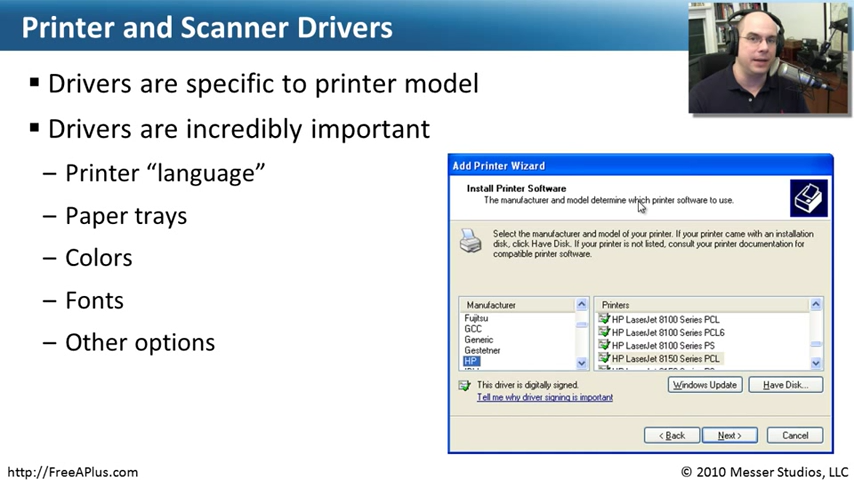 Printer and Scanner Drivers
▪ Drivers are specific to printer model
▪ Drivers are incredibly important
– Printer “language”
– Paper trays
– Colors
– Fonts
– Other options
Add Printer Wizard
Install Printer Software
The manufacturer and model determine which printer software to use.
Select the manufacturer and model of your printer. If your printer came with an installation
disk, click Have Disk. If your printer is not listed, consult your printer documentation for
compatible printer software.
Manufacturer
Fujitsu
GCC
Generic
Gestetner
HP
Printers
HP LaserJet 8100 Series PCL
HP LaserJet 8100 Series PCL6
HP LaserJet 8100 Series PS
HP LaserJet 8150 Series PCL
This driver is digitally signed.
Tell me why driver signing is important
Windows Update
Have Disk...
< Back
Next >
Cancel
http://FreeAPlus.com
© 2010 Messer Studios, LLC